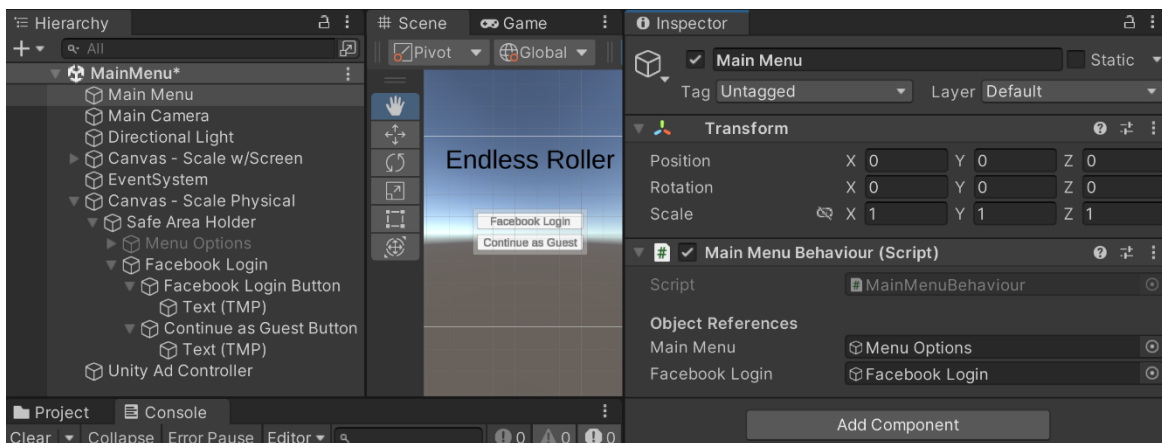 Hierarchy
All
MainMenu*
Main Menu
Main Camera
Directional Light
Canvas - Scale w/Screen
EventSystem
Canvas - Scale Physical
Safe Area Holder
Menu Options
Facebook Login
Facebook Login Button
Text (TMP)
Continue as Guest Button
Text (TMP)
Unity Ad Controller
Scene Game
Pivot Global
Endless Roller
Facebook Login
Continue as Guest
Inspector
Main Menu Static
Tag Untagged Layer Default
Transform
Position X 0 Y 0 Z 0
Rotation X 0 Y 0 Z 0
Scale X 1 Y 1 Z 1
# Main Menu Behaviour (Script)
Script # MainMenuBehaviour
Object References
Main Menu Menu Options
Facebook Login Facebook Login
Add Component
Project Console
Clear Collapse Error Pause Editor 0 0 0